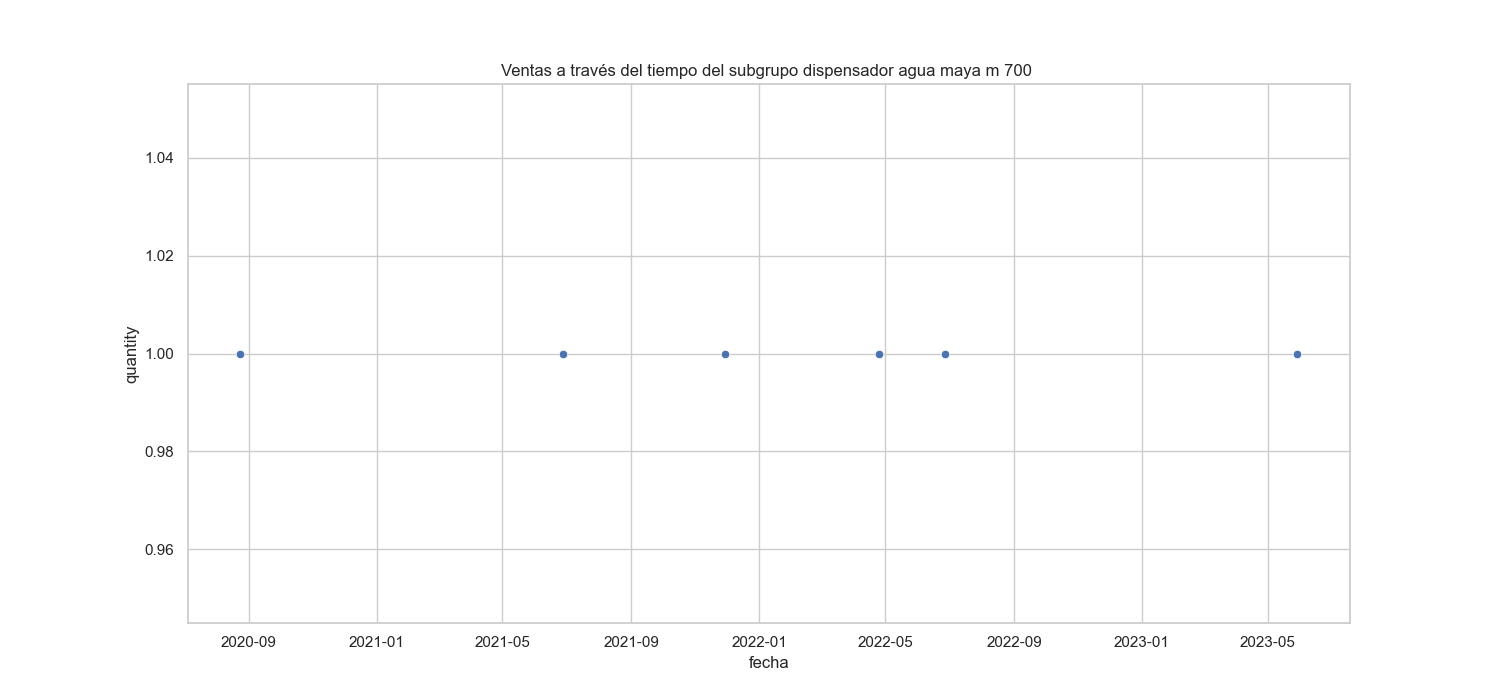 Ventas a través del tiempo del subgrupo dispensador agua maya m 700
1.04
1.02
1.00
0.98
0.96
quantity
2020-09 2021-01 2021-05 2021-09 2022-01 2022-05 2022-09 2023-01 2023-05
fecha